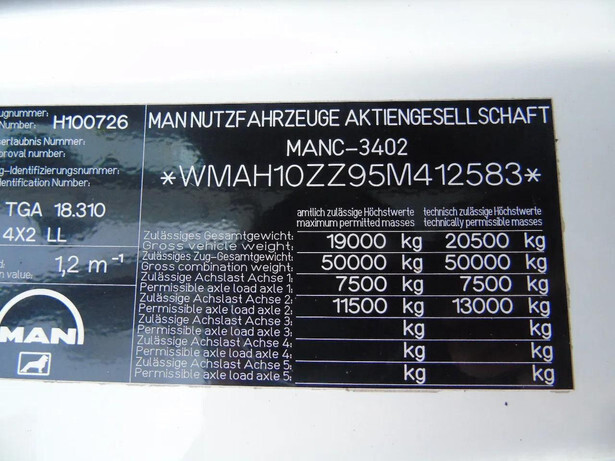 ugnummer:
Number: H100726
serlaubnis Nummer:
proval number:
g-Identifizierungsnummer:
dentification Number:
TGA 18.310
4X2 LL
d.
n value: 1,2 m⁻¹
MAN
MAN NUTZFAHRZEUGE AKTIENGESELLSCHAFT
MANC-3402
*WMAH10ZZ95M412583*
amtlich zulässige Höchstwerte technisch zulässige Höchstwerte
maximum permitted masses technically permissible masses
Zulässiges Gesamtgewicht:
Gross vehicle weight: 19000 kg 20500 kg
Zulässiges Zug-Gesamtgewicht:
Gross combination weight: 50000 kg 50000 kg
Zulässige Achslast Achse 1:
Permissible axle load axle 1: 7500 kg 7500 kg
Zulässige Achslast Achse 2:
Permissible axle load axle 2: 11500 kg 13000 kg
Zulässige Achslast Achse 3:
Permissible axle load axle 3: kg kg
Zulässige Achslast Achse 4:
Permissible axle load axle 4: kg kg
Zulässige Achslast Achse 5:
Permissible axle load axle 5: kg kg